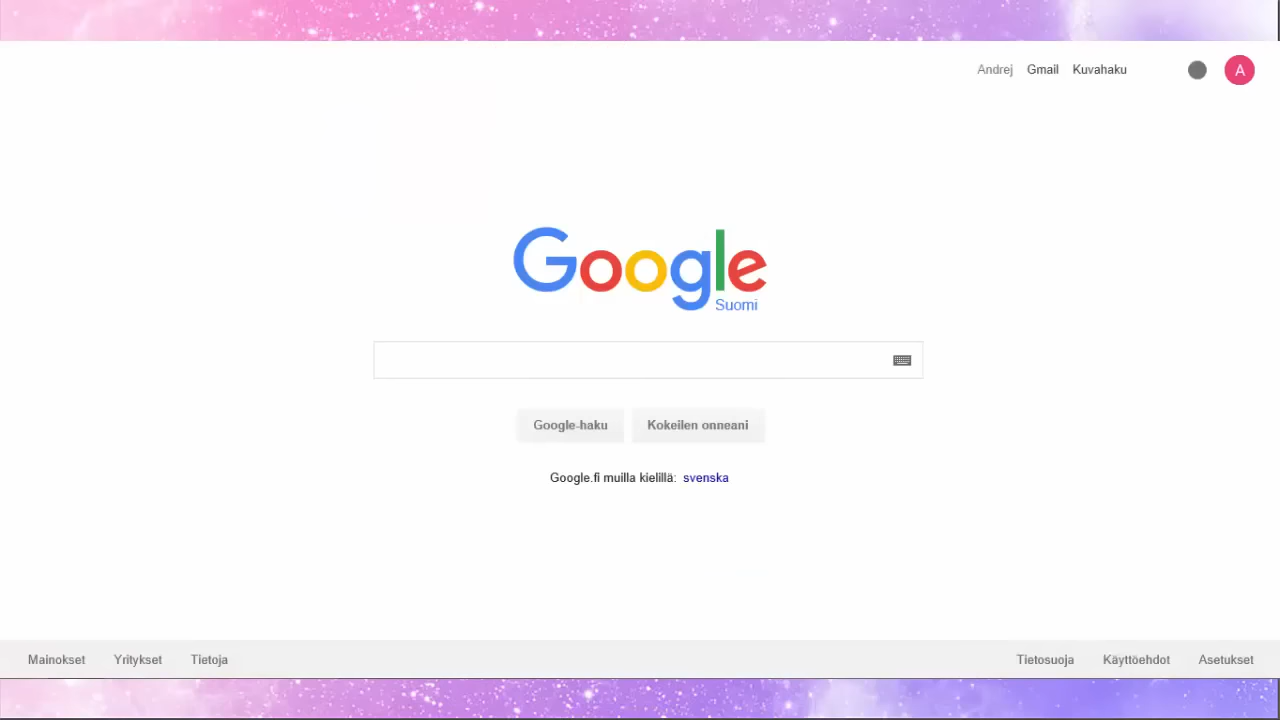 Andrej Gmail Kuvahaku A
Google
Suomi
Google-haku Kokeilen onneani
Google.fi muilla kielillä: svenska
Mainokset Yritykset Tietoja Tietosuoja Käyttöehdot Asetukset